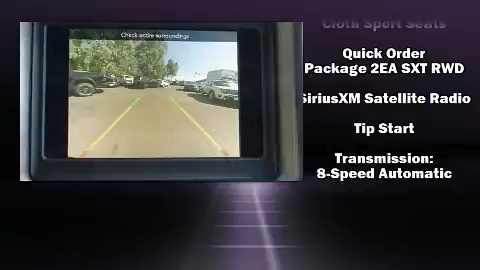 Check entire surroundings
Cloth Sport Seats
Quick Order
Package 2EA SXT RWD
SiriusXM Satellite Radio
Tip Start
Transmission:
8-Speed Automatic